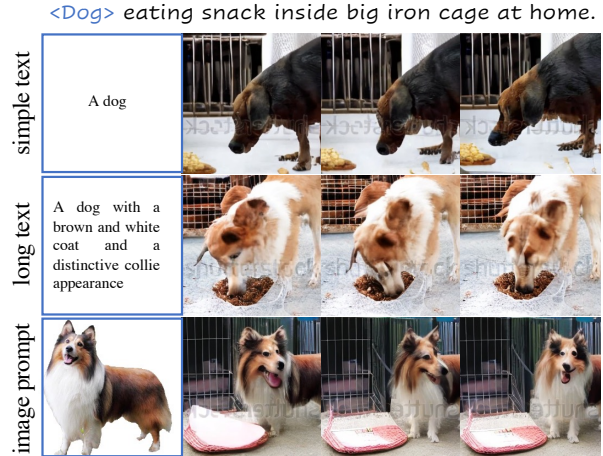 <Dog> eating snack inside big iron cage at home.
simple text
A dog
long text
A dog with a
brown and white
coat and a
distinctive collie
appearance
image prompt